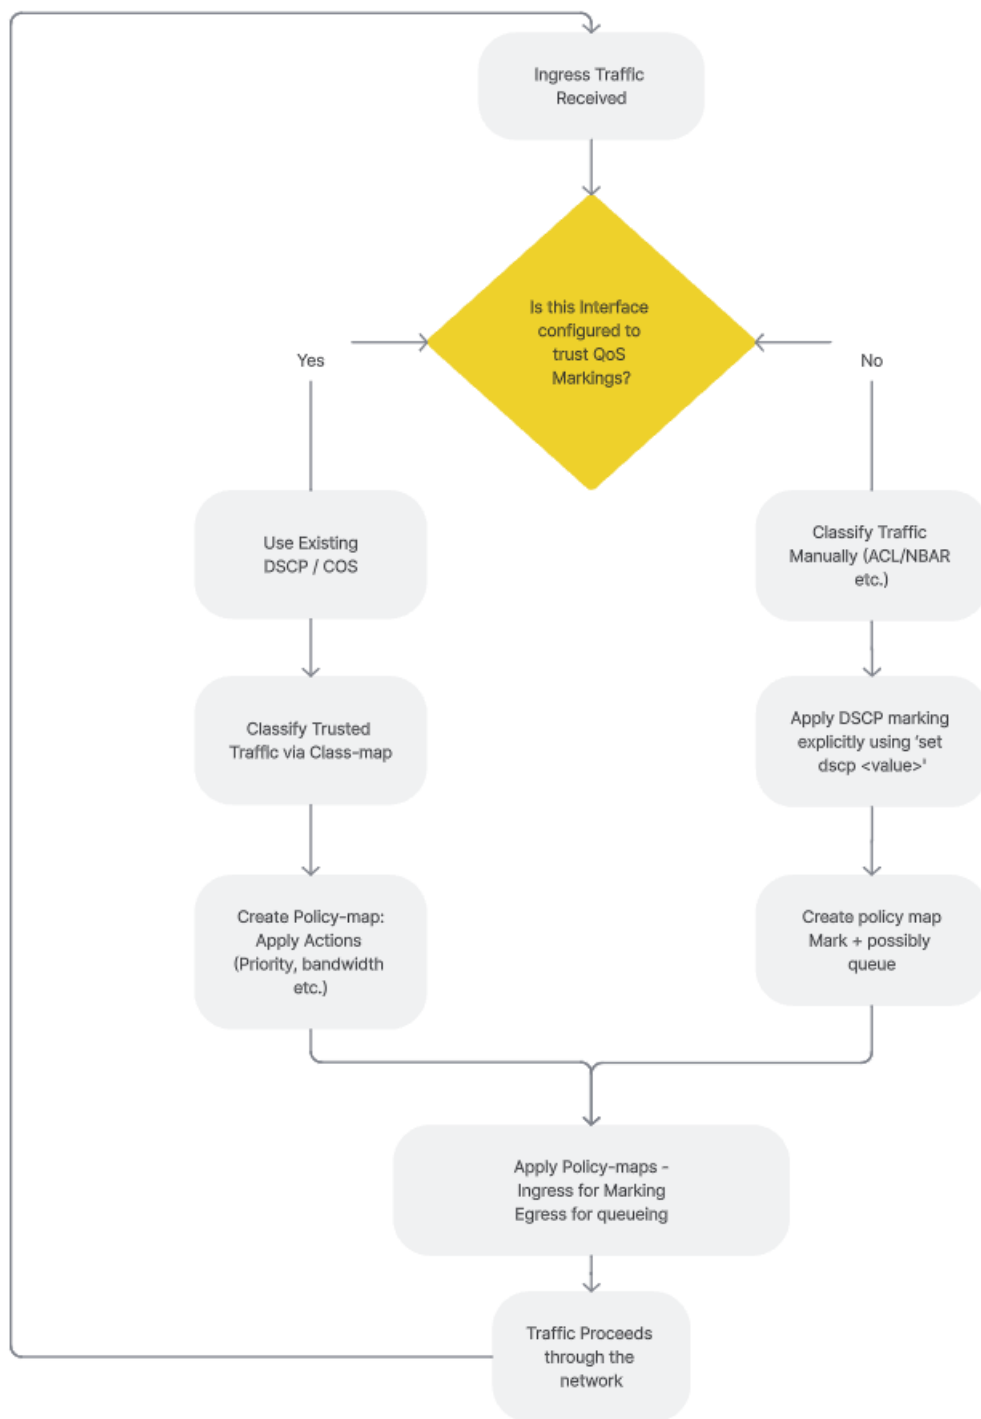 Ingress Traffic
Received
Is this Interface
configured to
trust QoS
Markings?
Yes
No
Use Existing
DSCP / COS
Classify Traffic
Manually (ACL/NBAR
etc.)
Classify Trusted
Traffic via Class-map
Apply DSCP marking
explicitly using ‘set
dscp <value>'
Create Policy-map:
Apply Actions
(Priority, bandwidth
etc.)
Create policy map
Mark + possibly
queue
Apply Policy-maps -
Ingress for Marking
Egress for queueing
Traffic Proceeds
through the
network